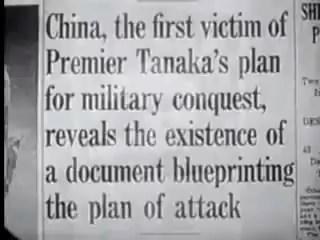 China, the first victim of
Premier Tanaka's plan
for military conquest,
reveals the existence of
a document blueprinting
the plan of attack